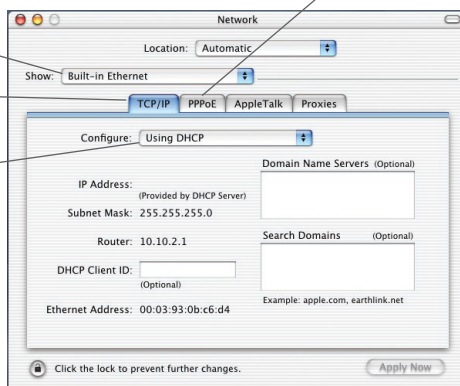 Network
Location: Automatic
Show: Built-in Ethernet
TCP/IP PPPoE AppleTalk Proxies
Configure: Using DHCP
Domain Name Servers (Optional)
IP Address:
(Provided by DHCP Server)
Subnet Mask: 255.255.255.0
Router: 10.10.2.1
Search Domains (Optional)
DHCP Client ID:
(Optional)
Example: apple.com, earthlink.net
Ethernet Address: 00:03:93:0b:c6:d4
Click the lock to prevent further changes.
Apply Now